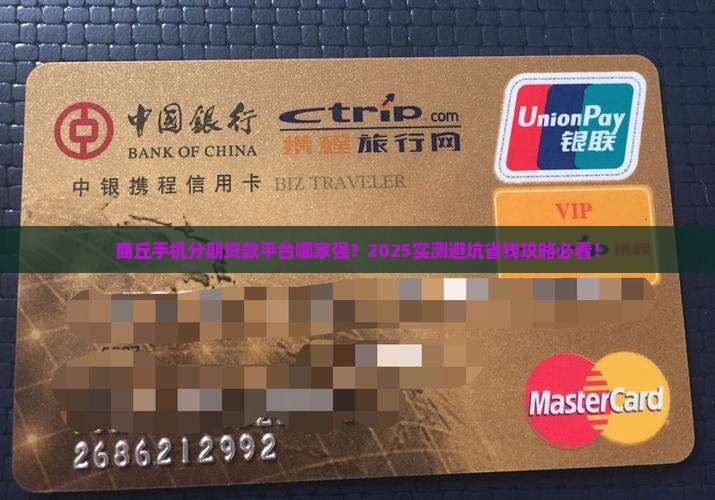 中國銀行
BANK OF CHINA
ctrip.com
携程旅行网
UnionPay
银联
中银携程信用卡 BIZ TRAVELER
VIP
商丘手机分期贷款平台哪家强？2025实测避坑省钱攻略必看！
MasterCard
2686212992